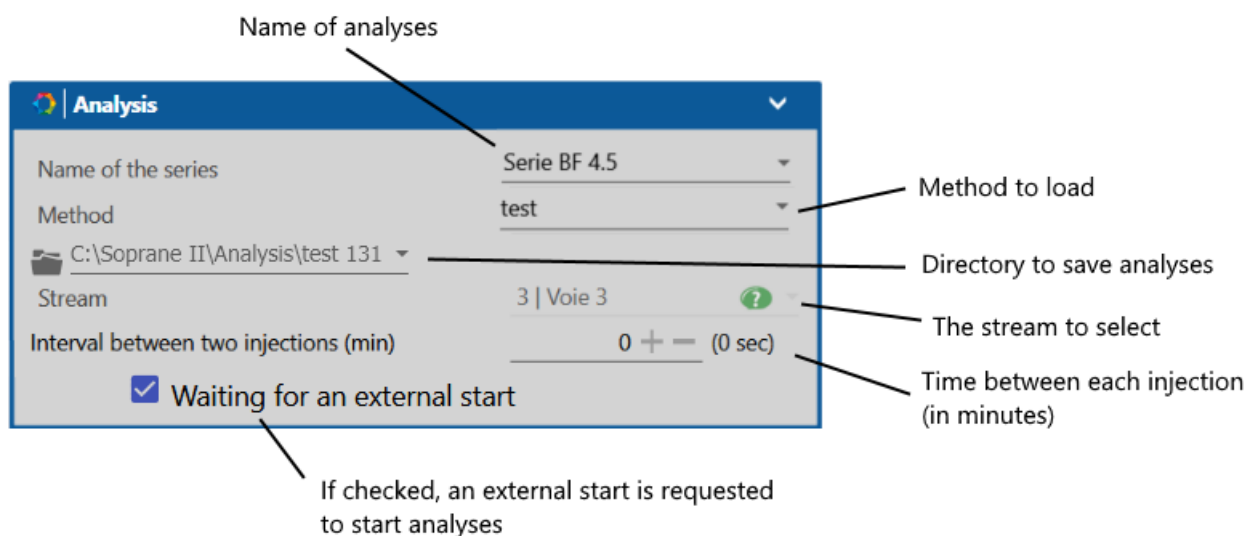 Name of analyses
Analysis
Name of the series
Serie BF 4.5
Method
test
Method to load
C:\Soprane II\Analysis\test 131
Directory to save analyses
Stream
3 | Voie 3
?
The stream to select
Interval between two injections (min)
0 + − (0 sec)
Time between each injection
(in minutes)
Waiting for an external start
If checked, an external start is requested
to start analyses